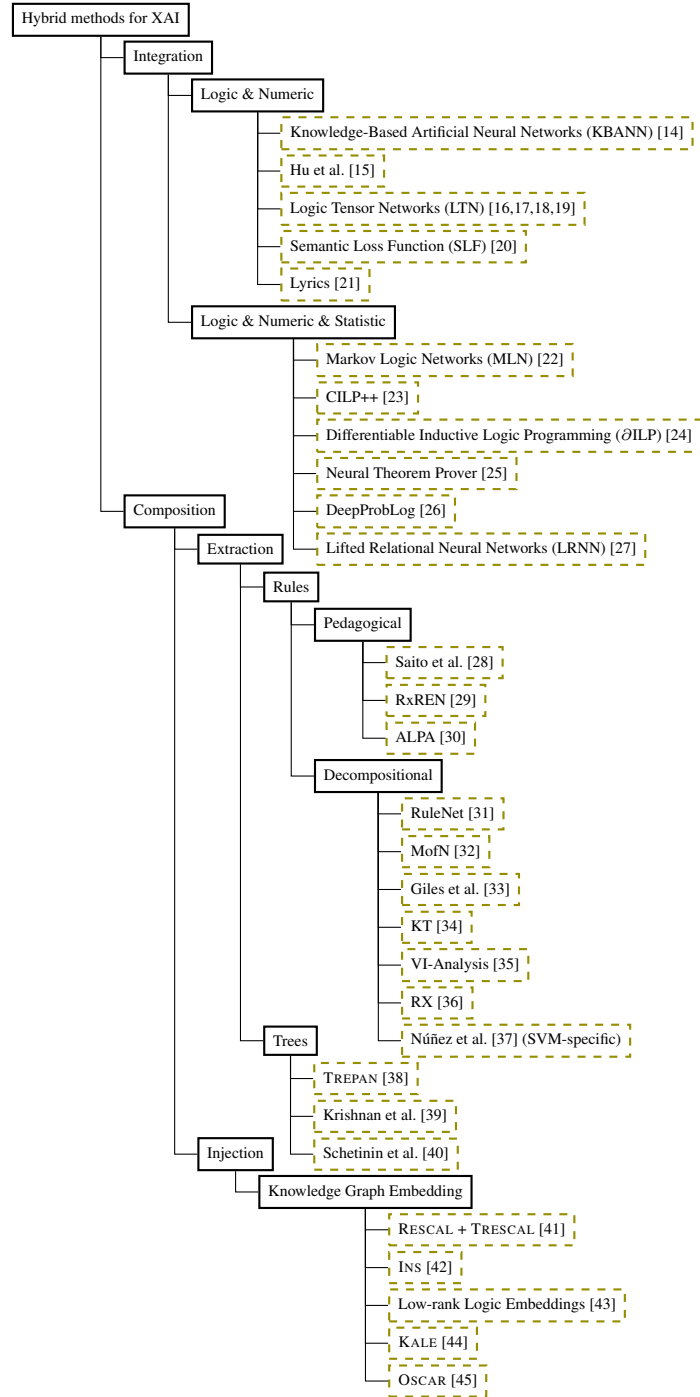 Hybrid methods for XAI
Integration
Logic & Numeric
Knowledge-Based Artificial Neural Networks (KBANN) [14]
Hu et al. [15]
Logic Tensor Networks (LTN) [16,17,18,19]
Semantic Loss Function (SLF) [20]
Lyrics [21]
Logic & Numeric & Statistic
Markov Logic Networks (MLN) [22]
CILP++ [23]
Differentiable Inductive Logic Programming (∂ILP) [24]
Neural Theorem Prover [25]
DeepProbLog [26]
Lifted Relational Neural Networks (LRNN) [27]
Composition
Extraction
Rules
Pedagogical
Saito et al. [28]
RxREN [29]
ALPA [30]
Decompositional
RuleNet [31]
MofN [32]
Giles et al. [33]
KT [34]
VI-Analysis [35]
RX [36]
Núñez et al. [37] (SVM-specific)
Trees
TREPAN [38]
Krishnan et al. [39]
Schetinin et al. [40]
Injection
Knowledge Graph Embedding
RESCAL + TRESCAL [41]
INS [42]
Low-rank Logic Embeddings [43]
KALE [44]
OSCAR [45]